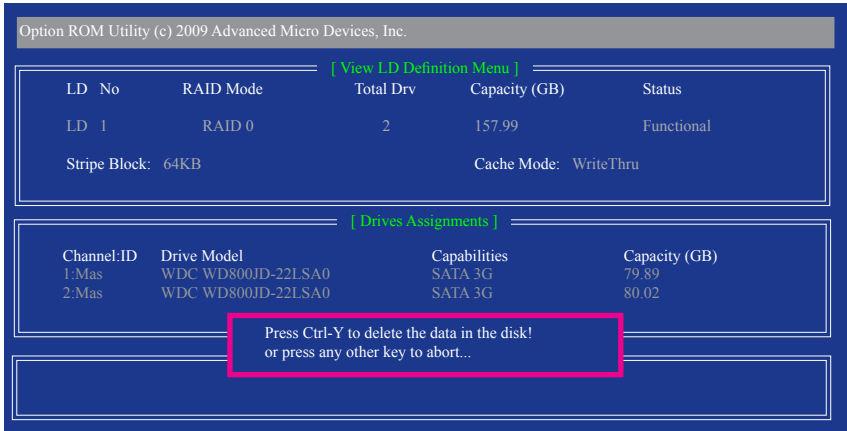 Option ROM Utility (c) 2009 Advanced Micro Devices, Inc.
[ View LD Definition Menu ]
LD No RAID Mode Total Drv Capacity (GB) Status
LD 1 RAID 0 2 157.99 Functional
Stripe Block: 64KB Cache Mode: WriteThru
[ Drives Assignments ]
Channel:ID Drive Model Capabilities Capacity (GB)
1:Mas WDC WD800JD-22LSA0 SATA 3G 79.89
2:Mas WDC WD800JD-22LSA0 SATA 3G 80.02
Press Ctrl-Y to delete the data in the disk!
or press any other key to abort...